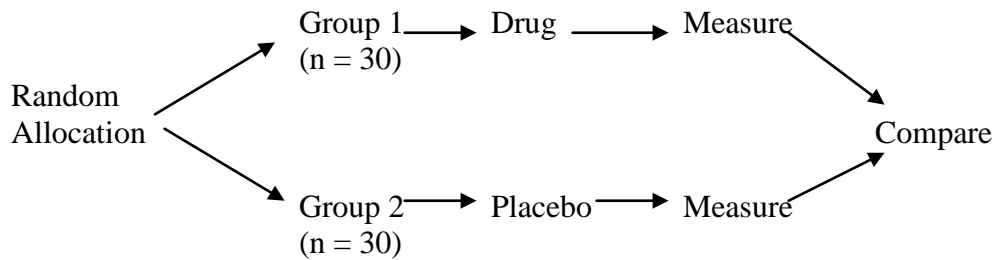 Group 1 Drug Measure
(n = 30)
Random
Allocation Compare
Group 2 Placebo Measure
(n = 30)